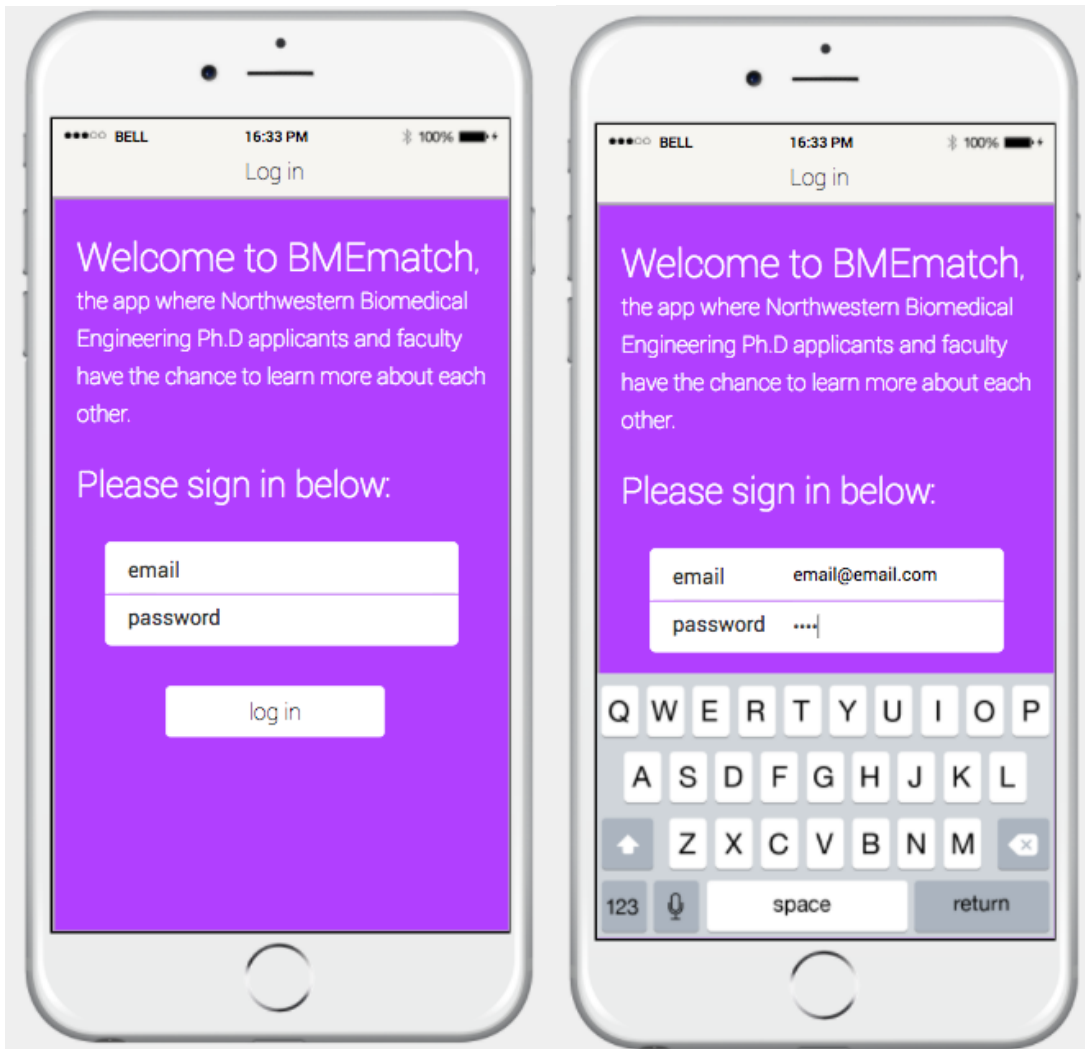 BELL 16:33 PM 100%
Log in
Welcome to BMEmatch,
the app where Northwestern Biomedical
Engineering Ph.D applicants and faculty
have the chance to learn more about each
other.
Please sign in below:
email
password
log in
BELL 16:33 PM 100%
Log in
Welcome to BMEmatch,
the app where Northwestern Biomedical
Engineering Ph.D applicants and faculty
have the chance to learn more about each
other.
Please sign in below:
email email@email.com
password ••••
Q W E R T Y U I O P
A S D F G H J K L
Z X C V B N M
123 space return